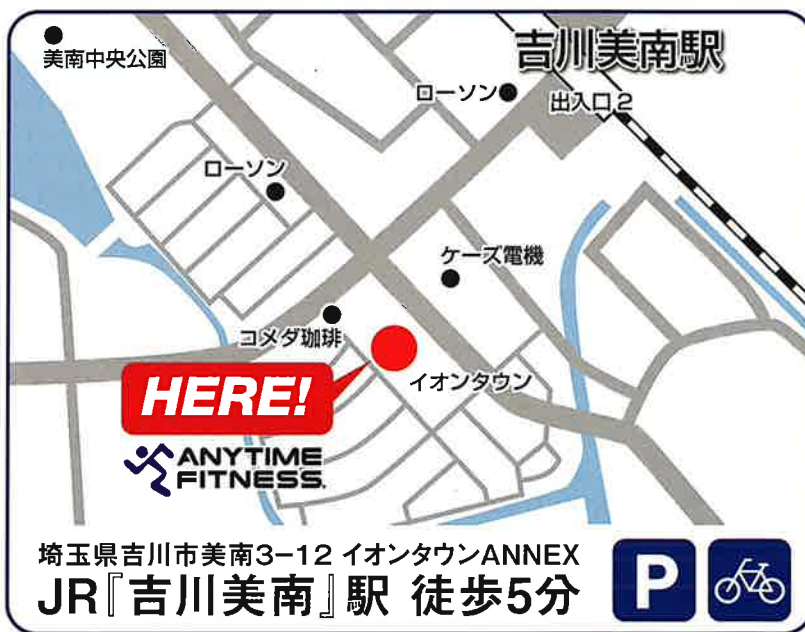 美南中央公園
吉川美南駅
ローソン
出入口2
ローソン
ケーズ電機
コメダ珈琲
イオンタウン
HERE!
ANYTIME
FITNESS.
埼玉県吉川市美南3-12 イオンタウンANNEX
JR『吉川美南』駅 徒歩5分
P